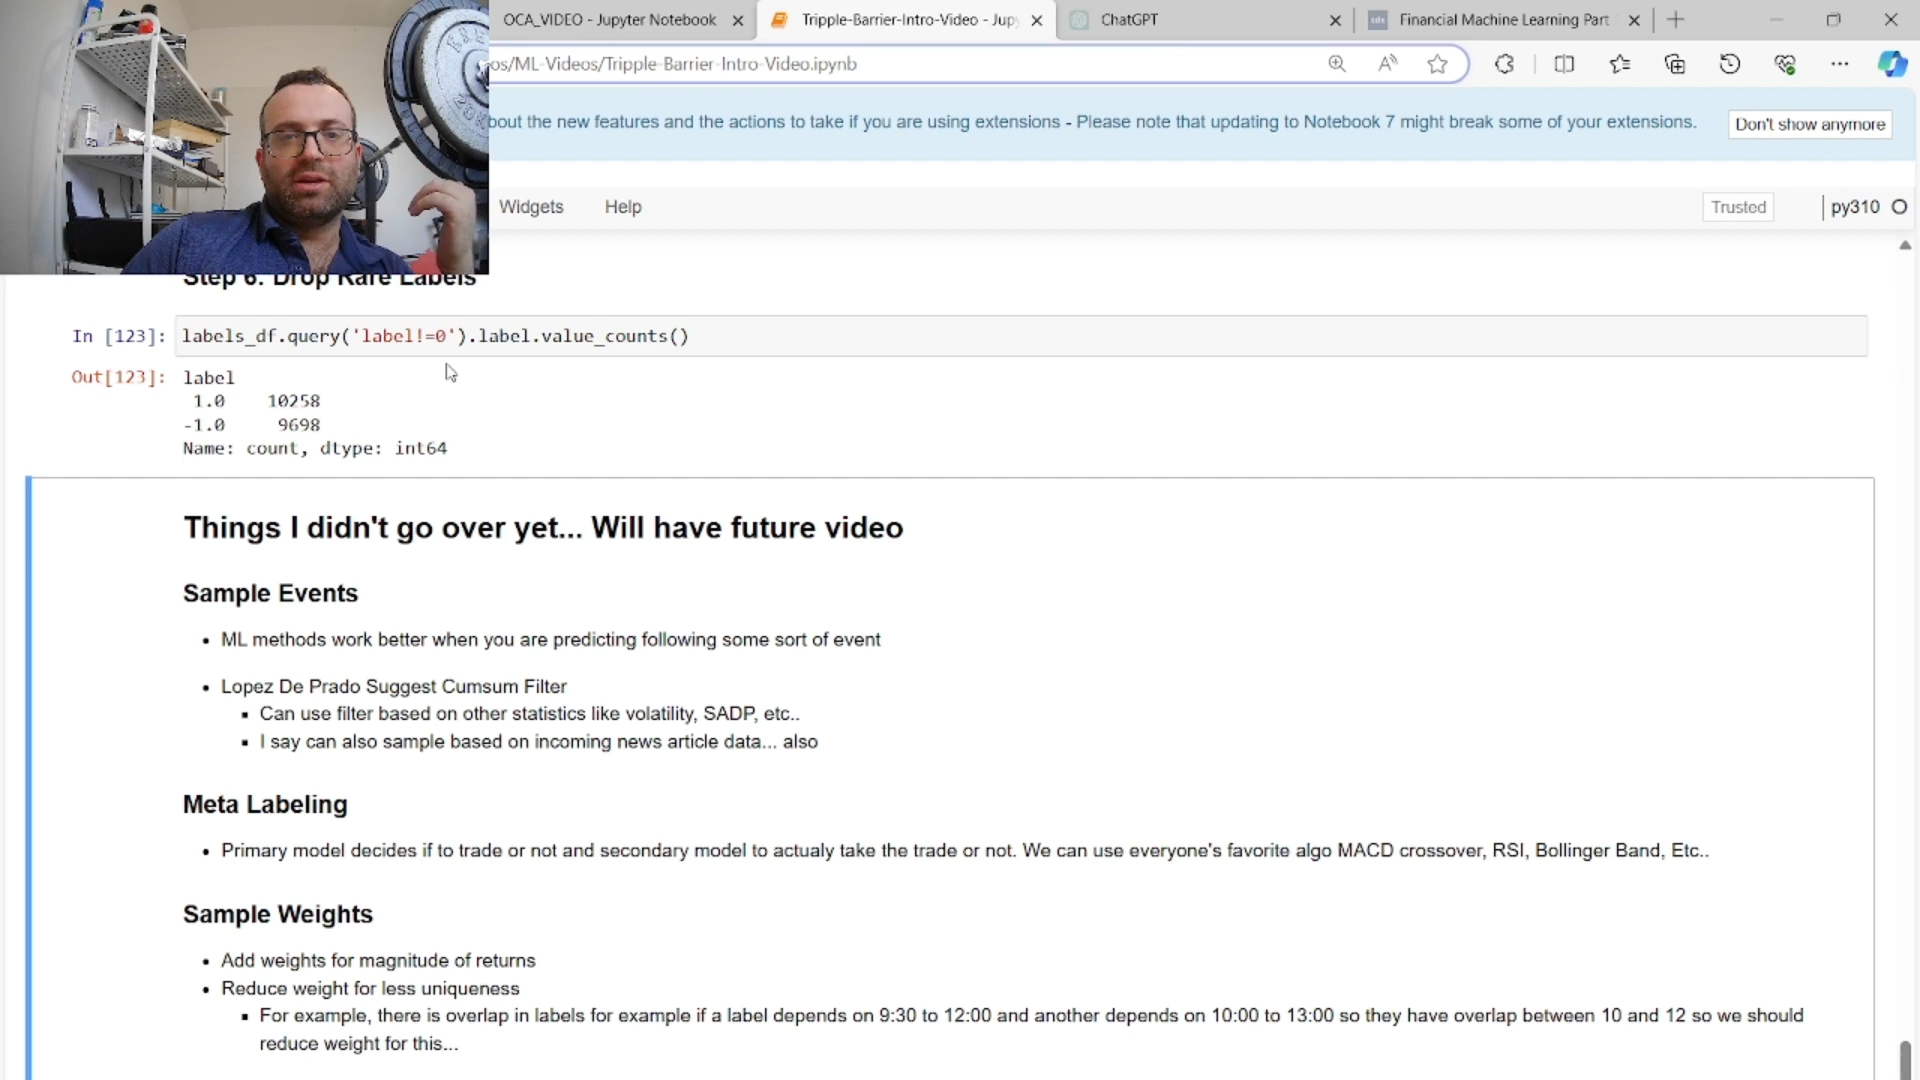 OCA_VIDEO - Jupyter Notebook
Tripple-Barrier-Intro-Video - Jup
ChatGPT
Financial Machine Learning Part
os/ML-Videos/Tripple-Barrier-Intro-Video.ipynb
bout the new features and the actions to take if you are using extensions - Please note that updating to Notebook 7 might break some of your extensions.
Don't show anymore
Widgets Help
Trusted
py310
Step 6: Drop Rare Labels
In [123]: labels_df.query('label!=0').label.value_counts()
Out[123]: label
1.0 10258
-1.0 9698
Name: count, dtype: int64
Things I didn't go over yet... Will have future video
Sample Events
• ML methods work better when you are predicting following some sort of event
• Lopez De Prado Suggest Cumsum Filter
▪ Can use filter based on other statistics like volatility, SADP, etc..
▪ I say can also sample based on incoming news article data... also
Meta Labeling
• Primary model decides if to trade or not and secondary model to actualy take the trade or not. We can use everyone's favorite algo MACD crossover, RSI, Bollinger Band, Etc..
Sample Weights
• Add weights for magnitude of returns
• Reduce weight for less uniqueness
▪ For example, there is overlap in labels for example if a label depends on 9:30 to 12:00 and another depends on 10:00 to 13:00 so they have overlap between 10 and 12 so we should
reduce weight for this...